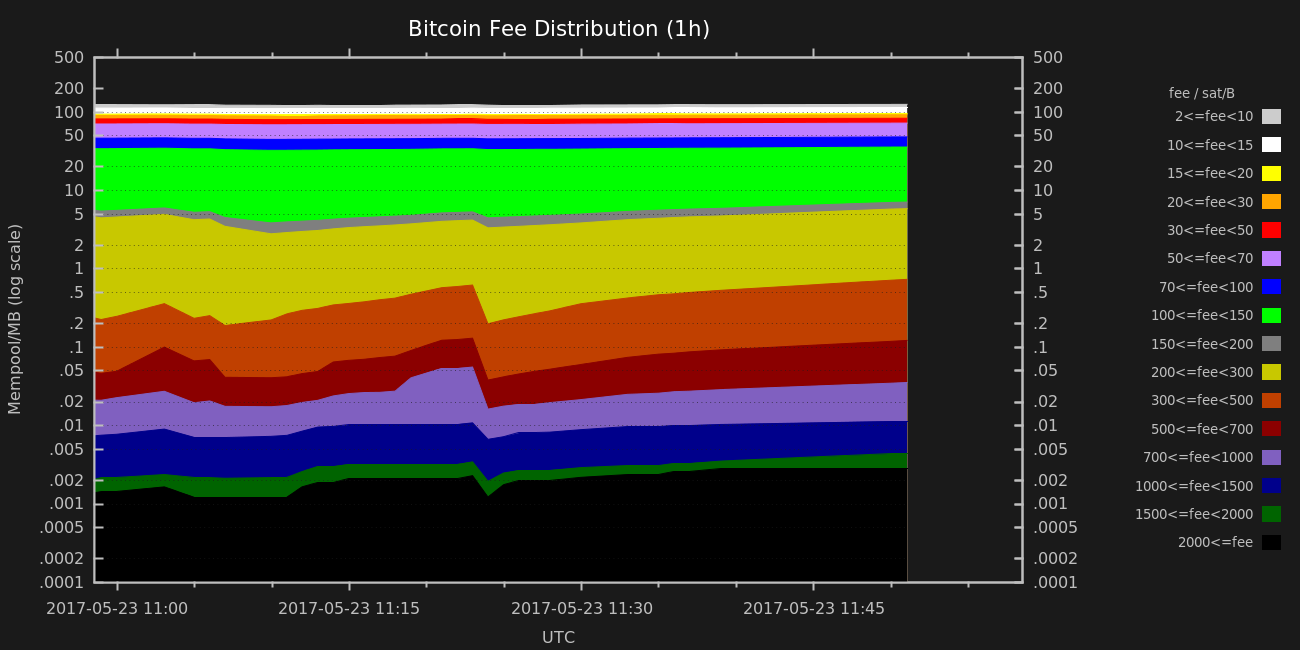 Bitcoin Fee Distribution (1h)
Mempool/MB (log scale)
500
200
100
50
20
10
5
2
1
.5
.2
.1
.05
.02
.01
.005
.002
.001
.0005
.0002
.0001
500
200
100
50
20
10
5
2
1
.5
.2
.1
.05
.02
.01
.005
.002
.001
.0005
.0002
.0001
fee / sat/B
2<=fee<10
10<=fee<15
15<=fee<20
20<=fee<30
30<=fee<50
50<=fee<70
70<=fee<100
100<=fee<150
150<=fee<200
200<=fee<300
300<=fee<500
500<=fee<700
700<=fee<1000
1000<=fee<1500
1500<=fee<2000
2000<=fee
2017-05-23 11:00 2017-05-23 11:15 2017-05-23 11:30 2017-05-23 11:45
UTC